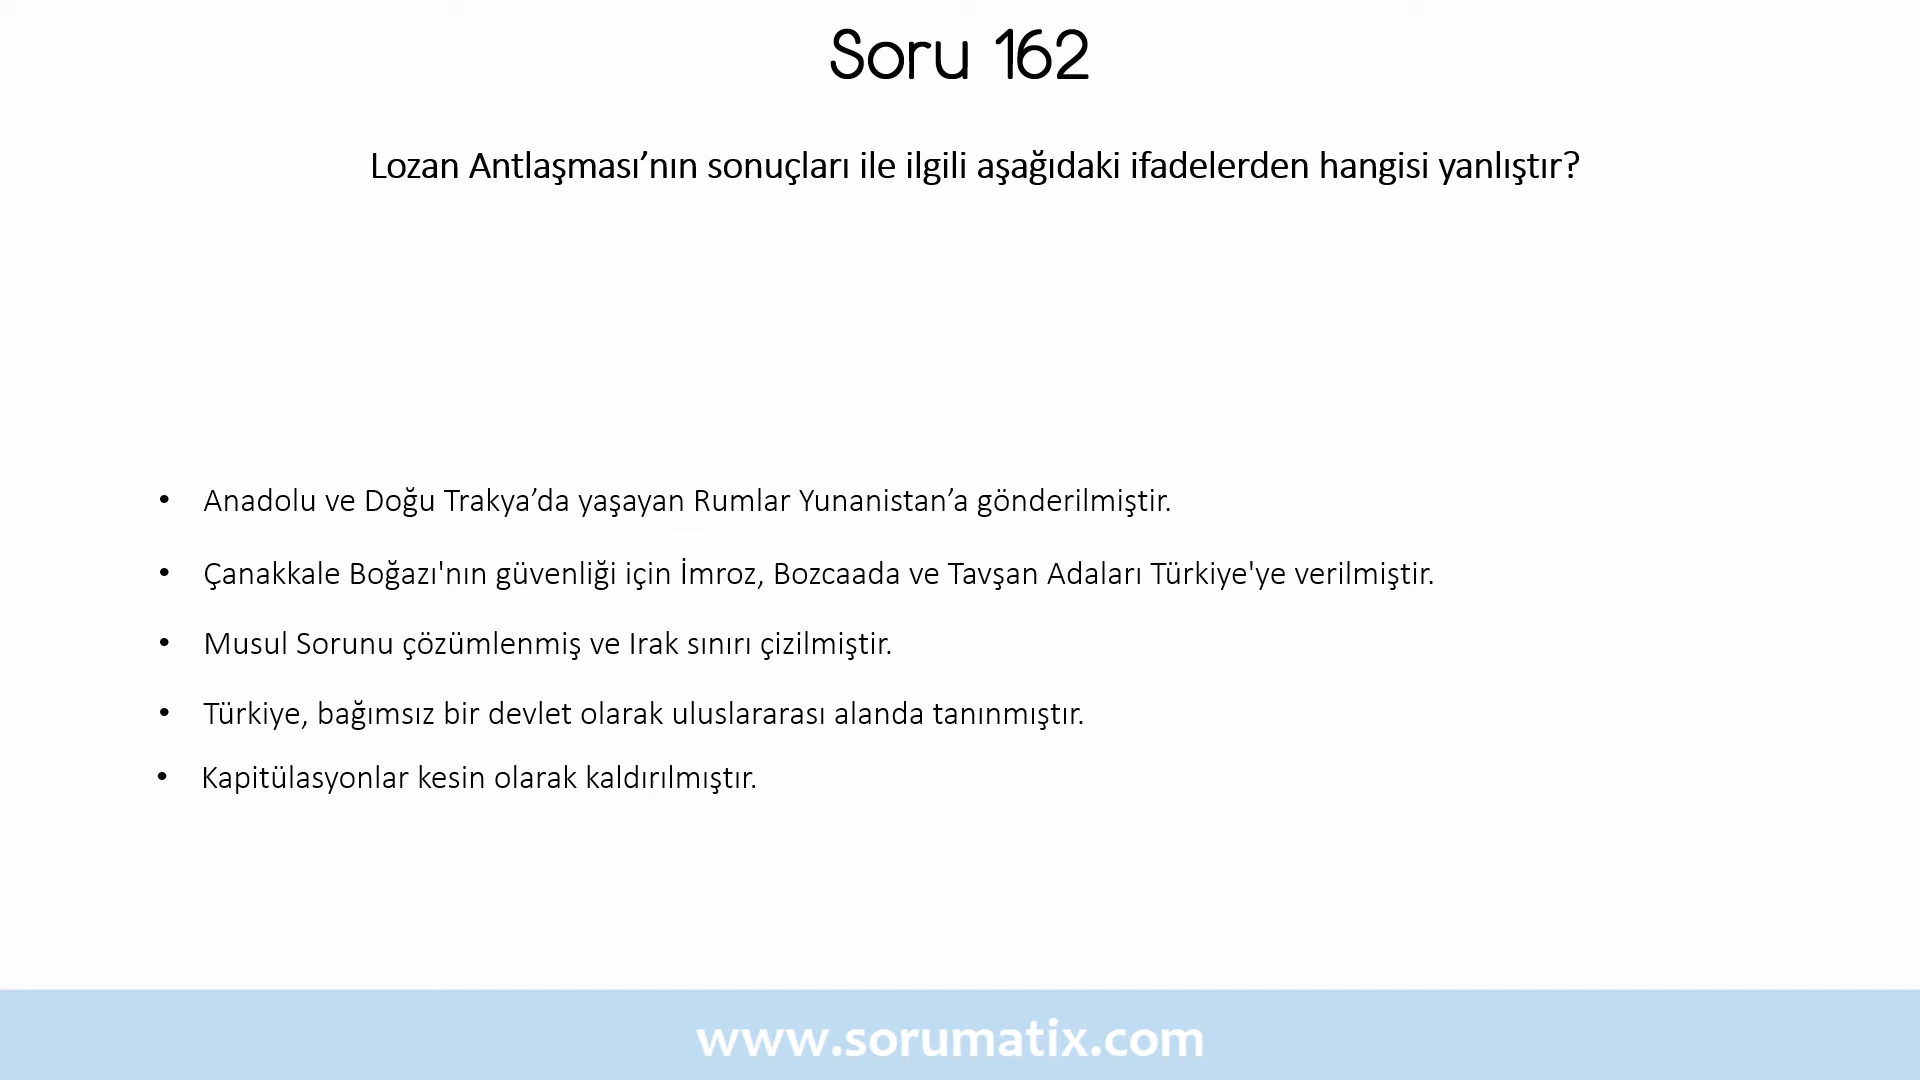 Soru 162
Lozan Antlaşması’nın sonuçları ile ilgili aşağıdaki ifadelerden hangisi yanlıştır?
• Anadolu ve Doğu Trakya’da yaşayan Rumlar Yunanistan’a gönderilmiştir.
• Çanakkale Boğazı'nın güvenliği için İmroz, Bozcaada ve Tavşan Adaları Türkiye'ye verilmiştir.
• Musul Sorunu çözümlenmiş ve Irak sınırı çizilmiştir.
• Türkiye, bağımsız bir devlet olarak uluslararası alanda tanınmıştır.
• Kapitülasyonlar kesin olarak kaldırılmıştır.
www.sorumatix.com